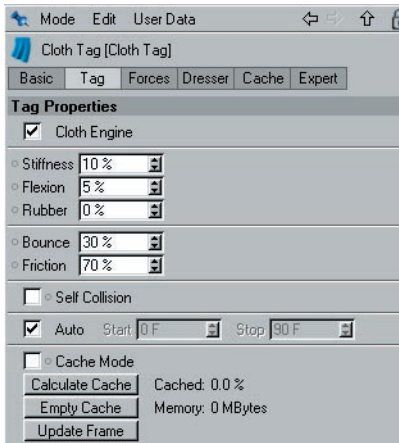 Mode Edit User Data
Cloth Tag [Cloth Tag]
Basic Tag Forces Dresser Cache Expert
Tag Properties
Cloth Engine
Stiffness 10 %
Flexion 5 %
Rubber 0 %
Bounce 30 %
Friction 70 %
Self Collision
Auto Start 0 F Stop 90 F
Cache Mode
Calculate Cache Cached: 0.0 %
Empty Cache Memory: 0 MBytes
Update Frame